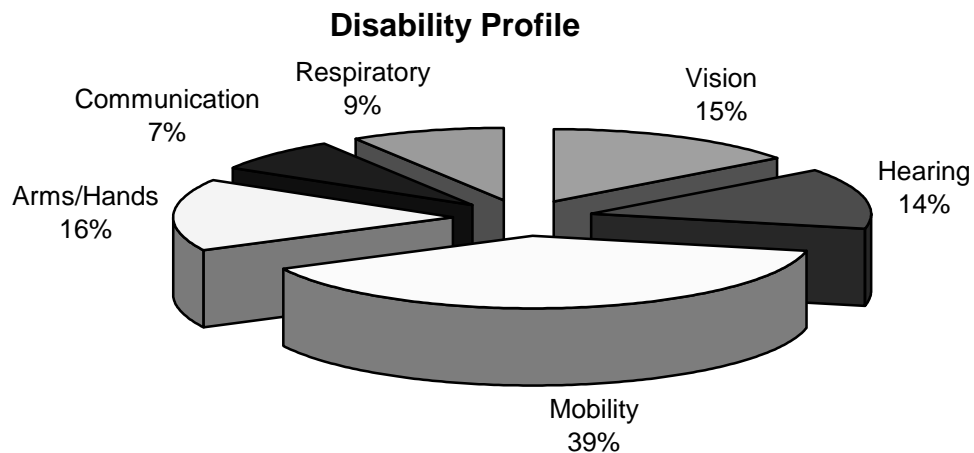 Disability Profile
Respiratory
9%
Vision
15%
Communication
7%
Hearing
14%
Arms/Hands
16%
Mobility
39%